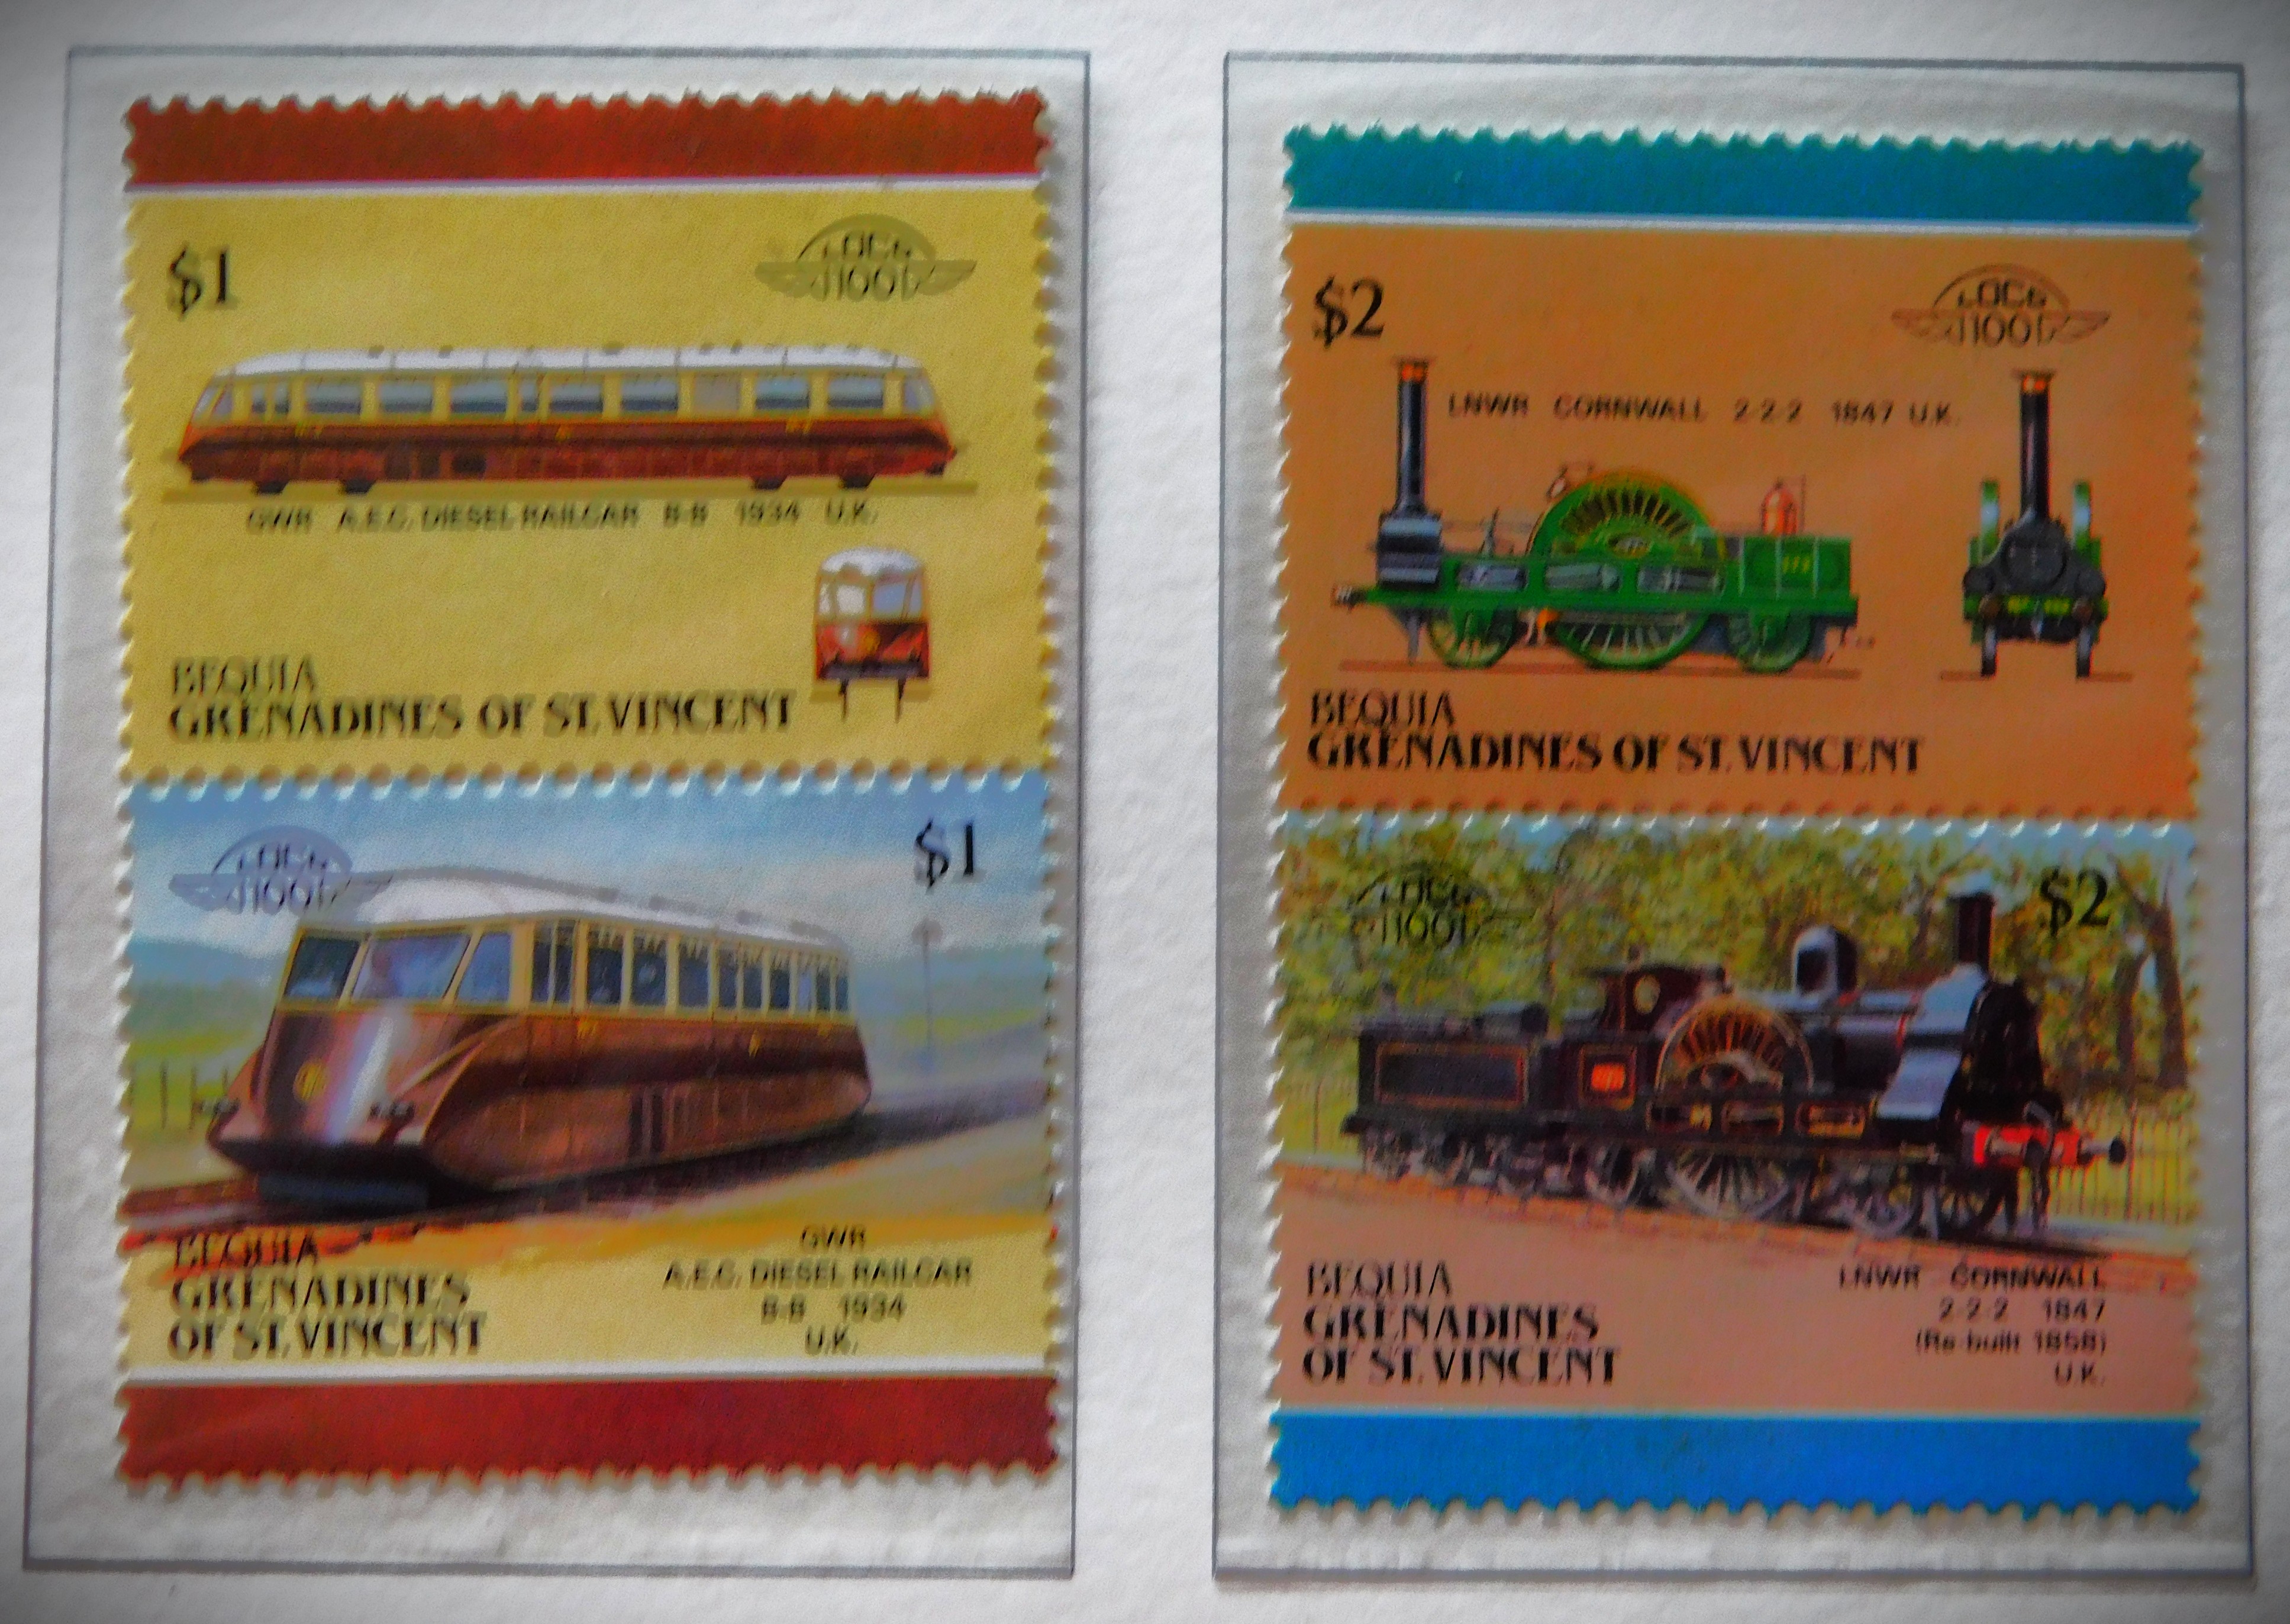 $1
LOCO
100
GWR A.E.C. DIESEL RAILCAR B-B 1934 U.K.
BEQUIA
GRENADINES OF ST. VINCENT
$1
LOCO
100
BEQUIA
GRENADINES
OF ST. VINCENT
GWR
A.E.C. DIESEL RAILCAR
B-B 1934
U.K.
$2
LOCO
100
LNWR CORNWALL 2-2-2 1847 U.K.
BEQUIA
GRENADINES OF ST. VINCENT
$2
LOCO
100
BEQUIA
GRENADINES
OF ST. VINCENT
LNWR CORNWALL
2-2-2 1847
(Re-built 1858)
U.K.